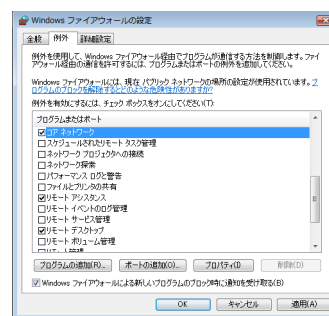 Windows ファイアウォールの設定
全般
例外
詳細設定
例外を使用して、Windows ファイアウォール経由でプログラムが通信する方法を制御します。ファイ
アウォール経由の通信を許可するには、プログラムまたはポートの例外を追加してください。
Windows ファイアウォールには、現在 パブリック ネットワークの場所の設定が使用されています。プ
ログラムのブロックを解除するとどのような危険性がありますか?
例外を有効にするには、チェック ボックスをオンにしてください(T):
プログラムまたはポート
コア ネットワーク
スケジュールされたリモート タスク管理
ネットワーク プロジェクタへの接続
ネットワーク探索
パフォーマンス ログと警告
ファイルとプリンタの共有
リモート アシスタンス
リモート イベントのログ管理
リモート サービス管理
リモート デスクトップ
リモート ボリューム管理
プログラムの追加(R)...
ポートの追加(O)...
プロパティ(I)
削除(D)
Windows ファイアウォールによる新しいプログラムのブロック時に通知を受け取る(B)
OK
キャンセル
適用(A)